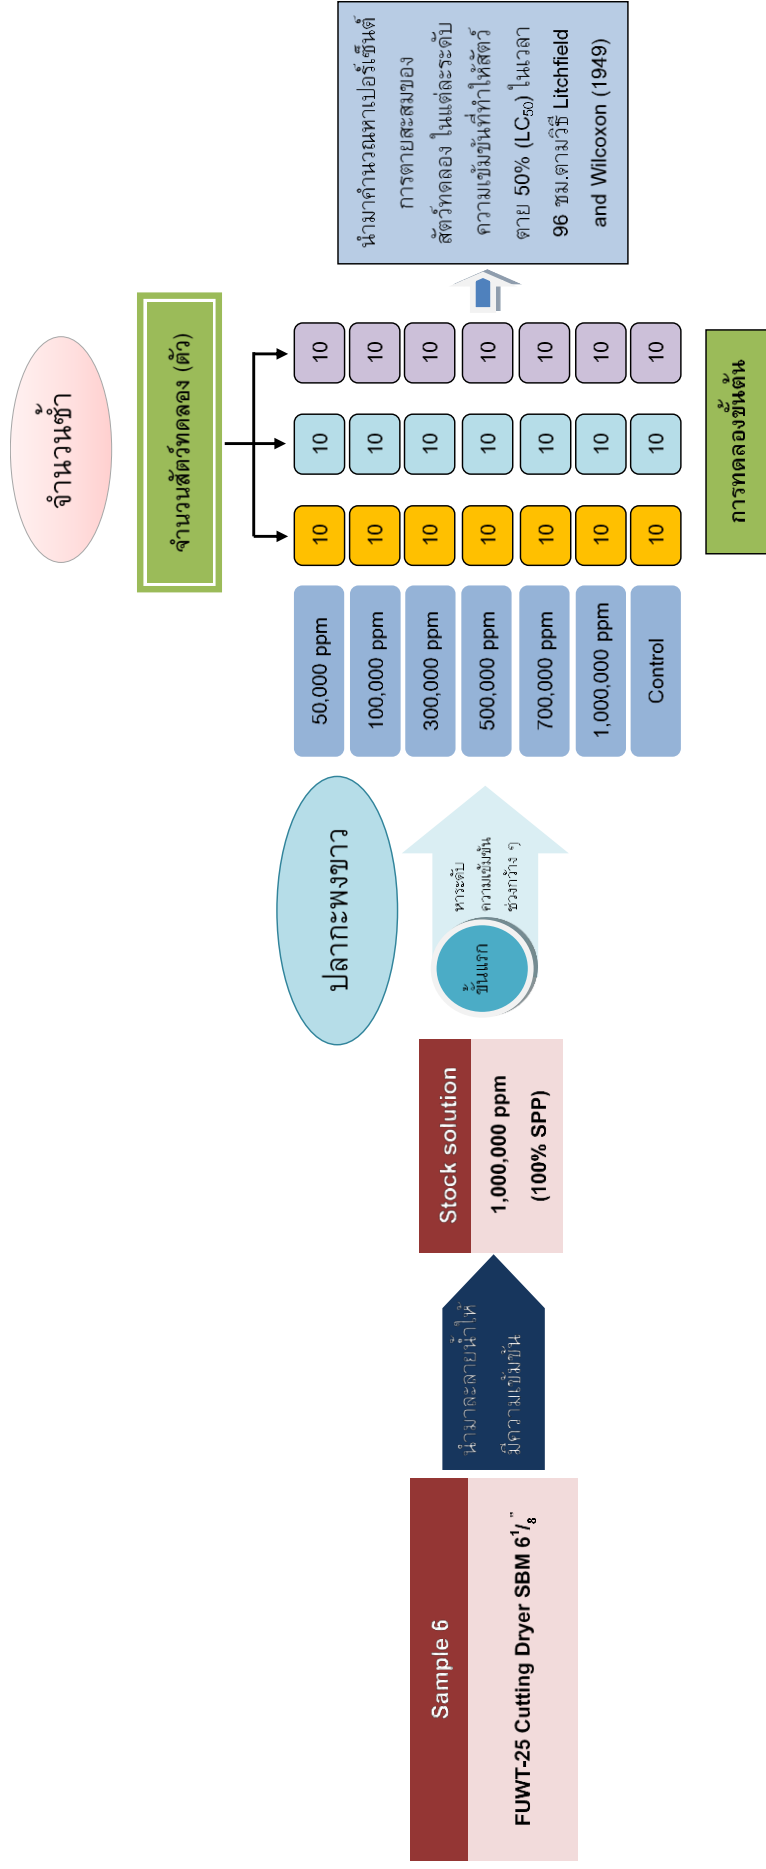 Sample 6
FUWT-25 Cutting Dryer SBM 6 1/8"
นำมาละลายน้ำให้
มีความเข้มข้น
Stock solution
1,000,000 ppm
(100% SPP)
ขั้นแรก
หาระดับ
ความเข้มข้น
ช่วงกว้าง ๆ
ปลากะพงขาว
จำนวนซ้ำ
จำนวนสัตว์ทดลอง (ตัว)
50,000 ppm 10 10 10
100,000 ppm 10 10 10
300,000 ppm 10 10 10
500,000 ppm 10 10 10
700,000 ppm 10 10 10
1,000,000 ppm 10 10 10
Control 10 10 10
การทดลองขั้นต้น
นำมาคำนวณหาเปอร์เซ็นต์
การตายสะสมของ
สัตว์ทดลอง ในแต่ละระดับ
ความเข้มข้นที่ทำให้สัตว์
ตาย 50% (LC50) ในเวลา
96 ชม.ตามวิธี Litchfield
and Wilcoxon (1949)